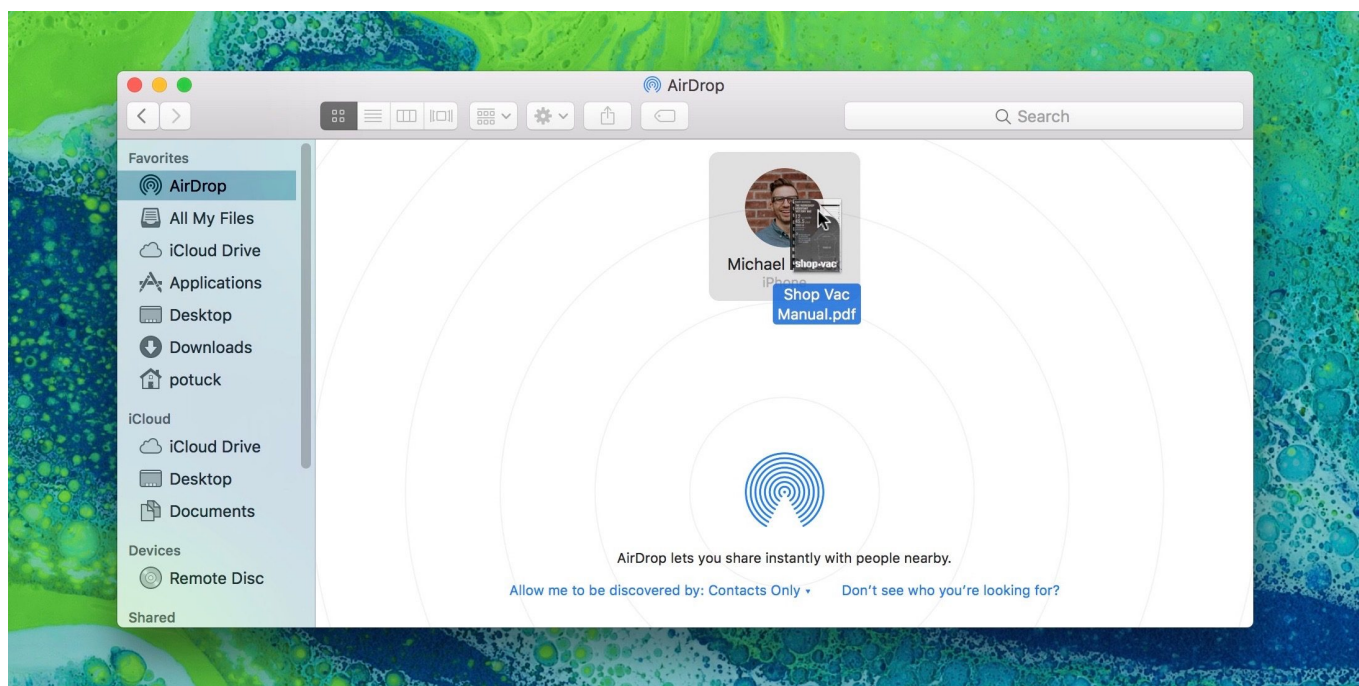 AirDrop
Search
Favorites
AirDrop
All My Files
iCloud Drive
Applications
Desktop
Downloads
potuck
iCloud
iCloud Drive
Desktop
Documents
Devices
Remote Disc
Shared
Michael
shop-vac
iPhone
Shop Vac
Manual.pdf
AirDrop lets you share instantly with people nearby.
Allow me to be discovered by: Contacts Only
Don't see who you're looking for?